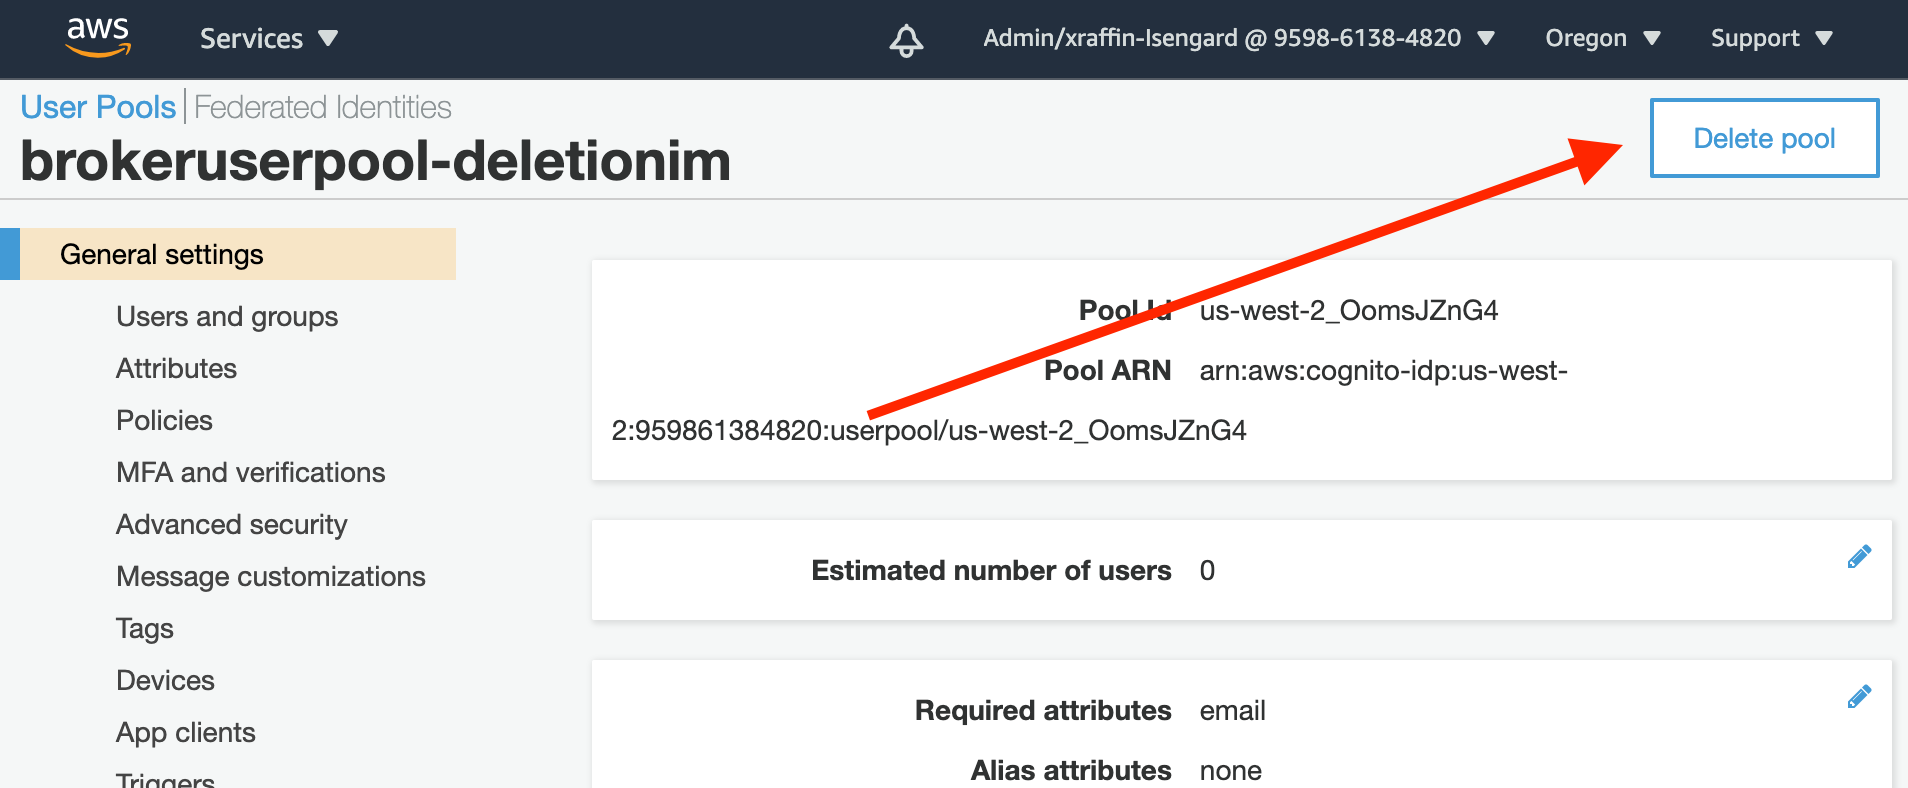 aws Services Admin/xraffin-Isengard @ 9598-6138-4820 Oregon Support
User Pools Federated Identities
brokeruserpool-deletionim
Delete pool
General settings
Users and groups
Attributes
Policies
MFA and verifications
Advanced security
Message customizations
Tags
Devices
App clients
Triggers
Pool Id us-west-2_OomsJZnG4
Pool ARN arn:aws:cognito-idp:us-west-
2:959861384820:userpool/us-west-2_OomsJZnG4
Estimated number of users 0
Required attributes email
Alias attributes none